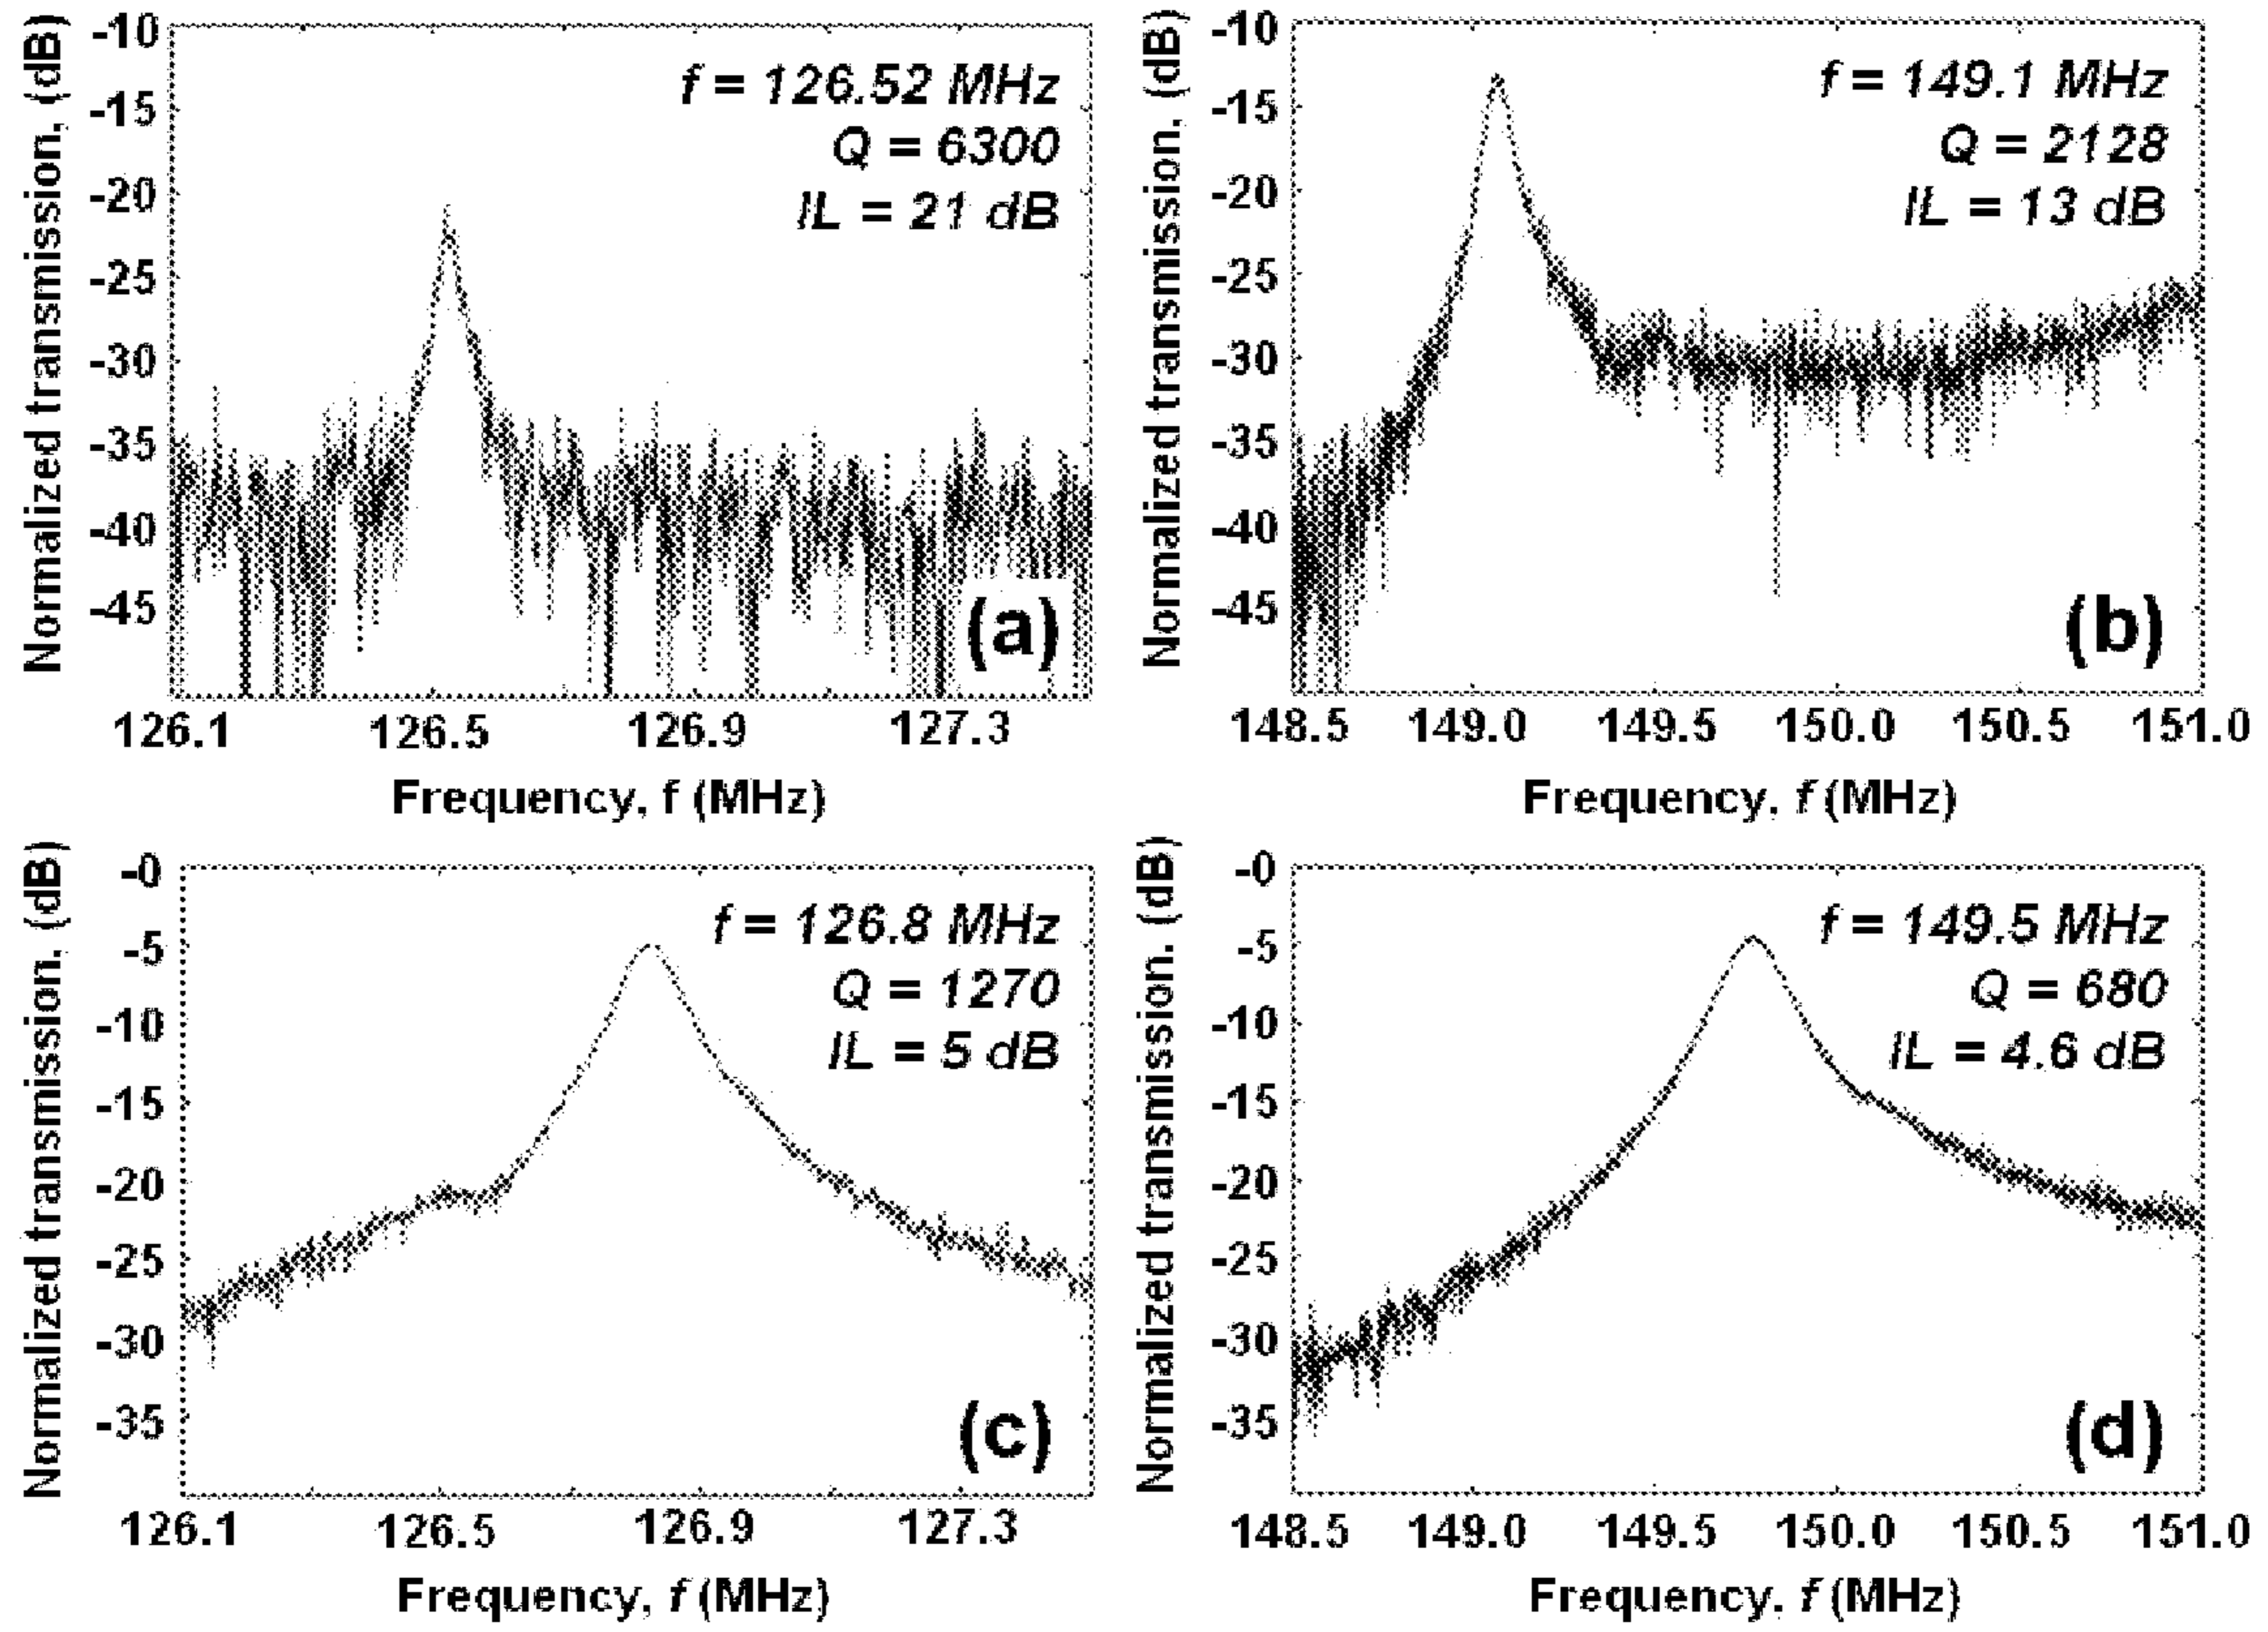 Normalized transmission, (dB)
-10
-15
-20
-25
-30
-35
-40
-45
f = 126.52 MHz
Q = 6300
IL = 21 dB
(a)
126.1 126.5 126.9 127.3
Frequency, f (MHz)
Normalized transmission. (dB)
-10
-15
-20
-25
-30
-35
-40
-45
f = 149.1 MHz
Q = 2128
IL = 13 dB
(b)
148.5 149.0 149.5 150.0 150.5 151.0
Frequency. f (MHz)
Normalized transmission. (dB)
-0
-5
-10
-15
-20
-25
-30
-35
f = 126.8 MHz
Q = 1270
IL = 5 dB
(c)
126.1 126.5 126.9 127.3
Frequency, f (MHz)
Normalized transmission. (dB)
-0
-5
-10
-15
-20
-25
-30
-35
f = 149.5 MHz
Q = 680
IL = 4.6 dB
(d)
148.5 149.0 149.5 150.0 150.5 151.0
Frequency. f (MHz)